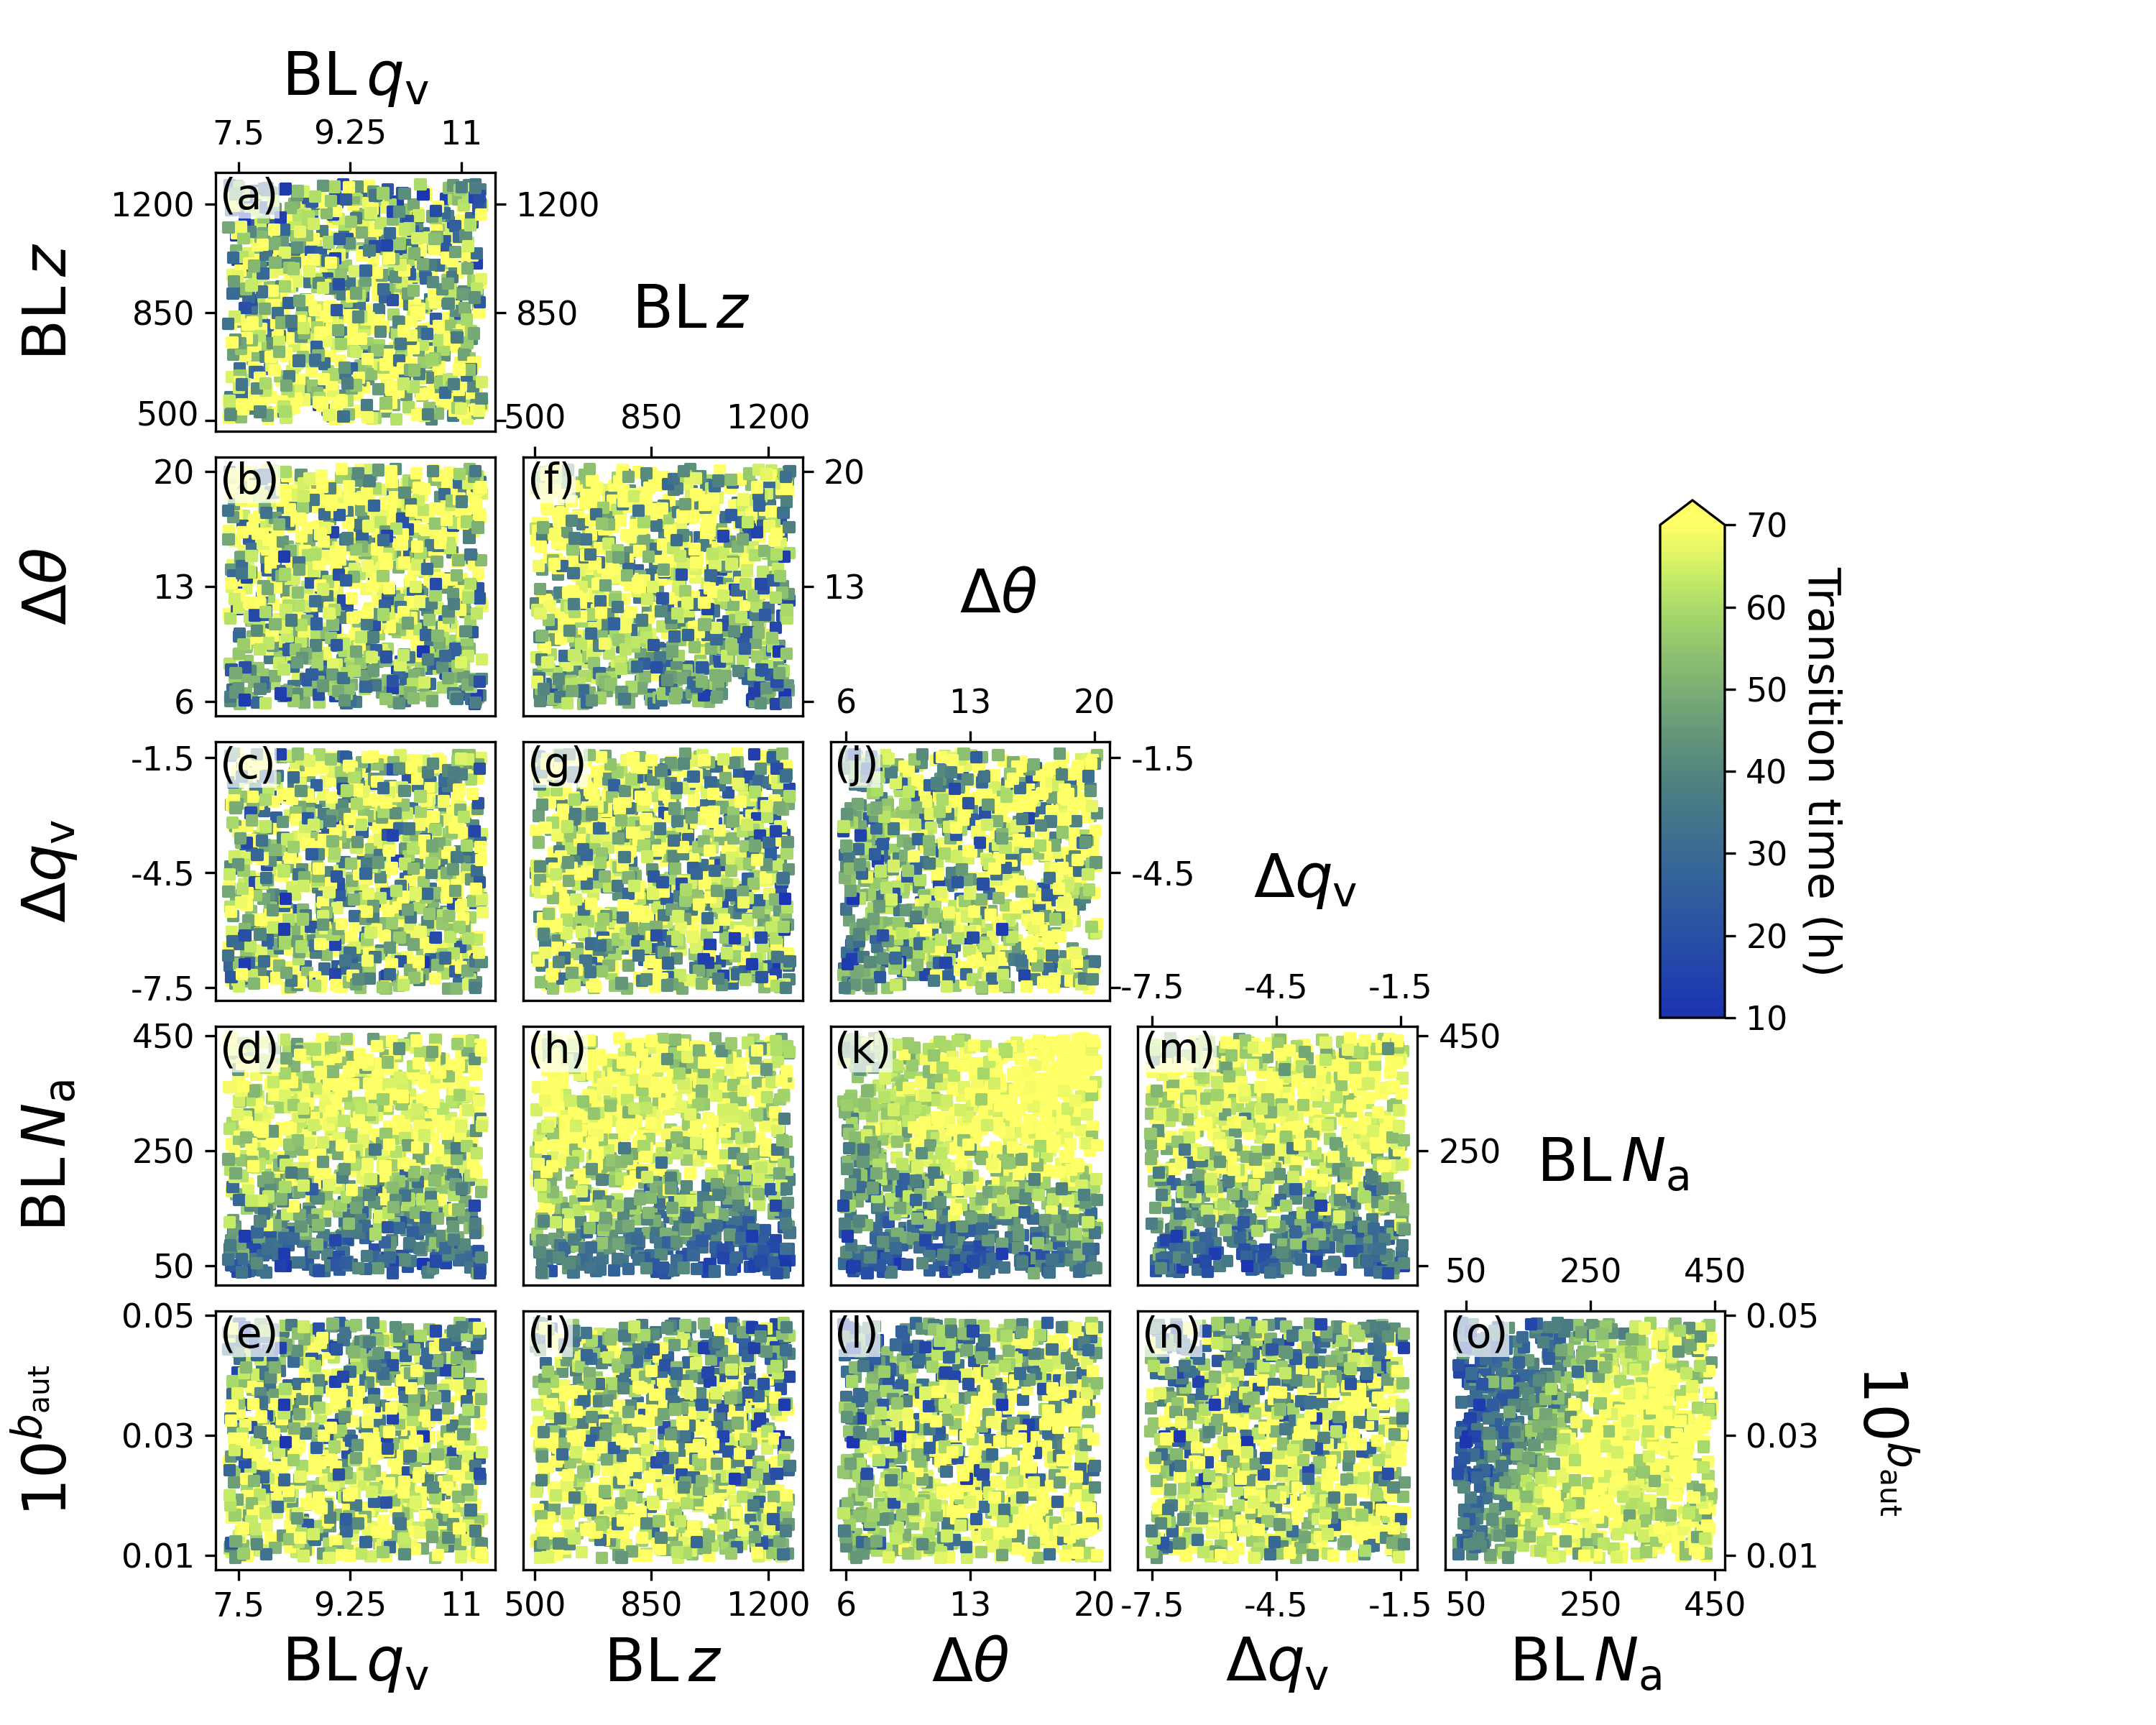 BL q_v
7.5 9.25 11
BL z
1200
850
500
(a)
1200
850
BL z
500 850 1200
Δθ
20
13
6
(b)
(f)
20
13
Δθ
6 13 20
Δq_v
-1.5
-4.5
-7.5
(c)
(g)
(j)
-1.5
-4.5
Δq_v
-7.5 -4.5 -1.5
BL N_a
450
250
50
(d)
(h)
(k)
(m)
450
250
BL N_a
50 250 450
10^{b_aut}
0.05
0.03
0.01
(e)
(i)
(l)
(n)
(o)
0.05
0.03
0.01
10^{b_aut}
7.5 9.25 11
500 850 1200
6 13 20
-7.5 -4.5 -1.5
50 250 450
BL q_v
BL z
Δθ
Δq_v
BL N_a
70
60
50
40
30
20
10
Transition time (h)